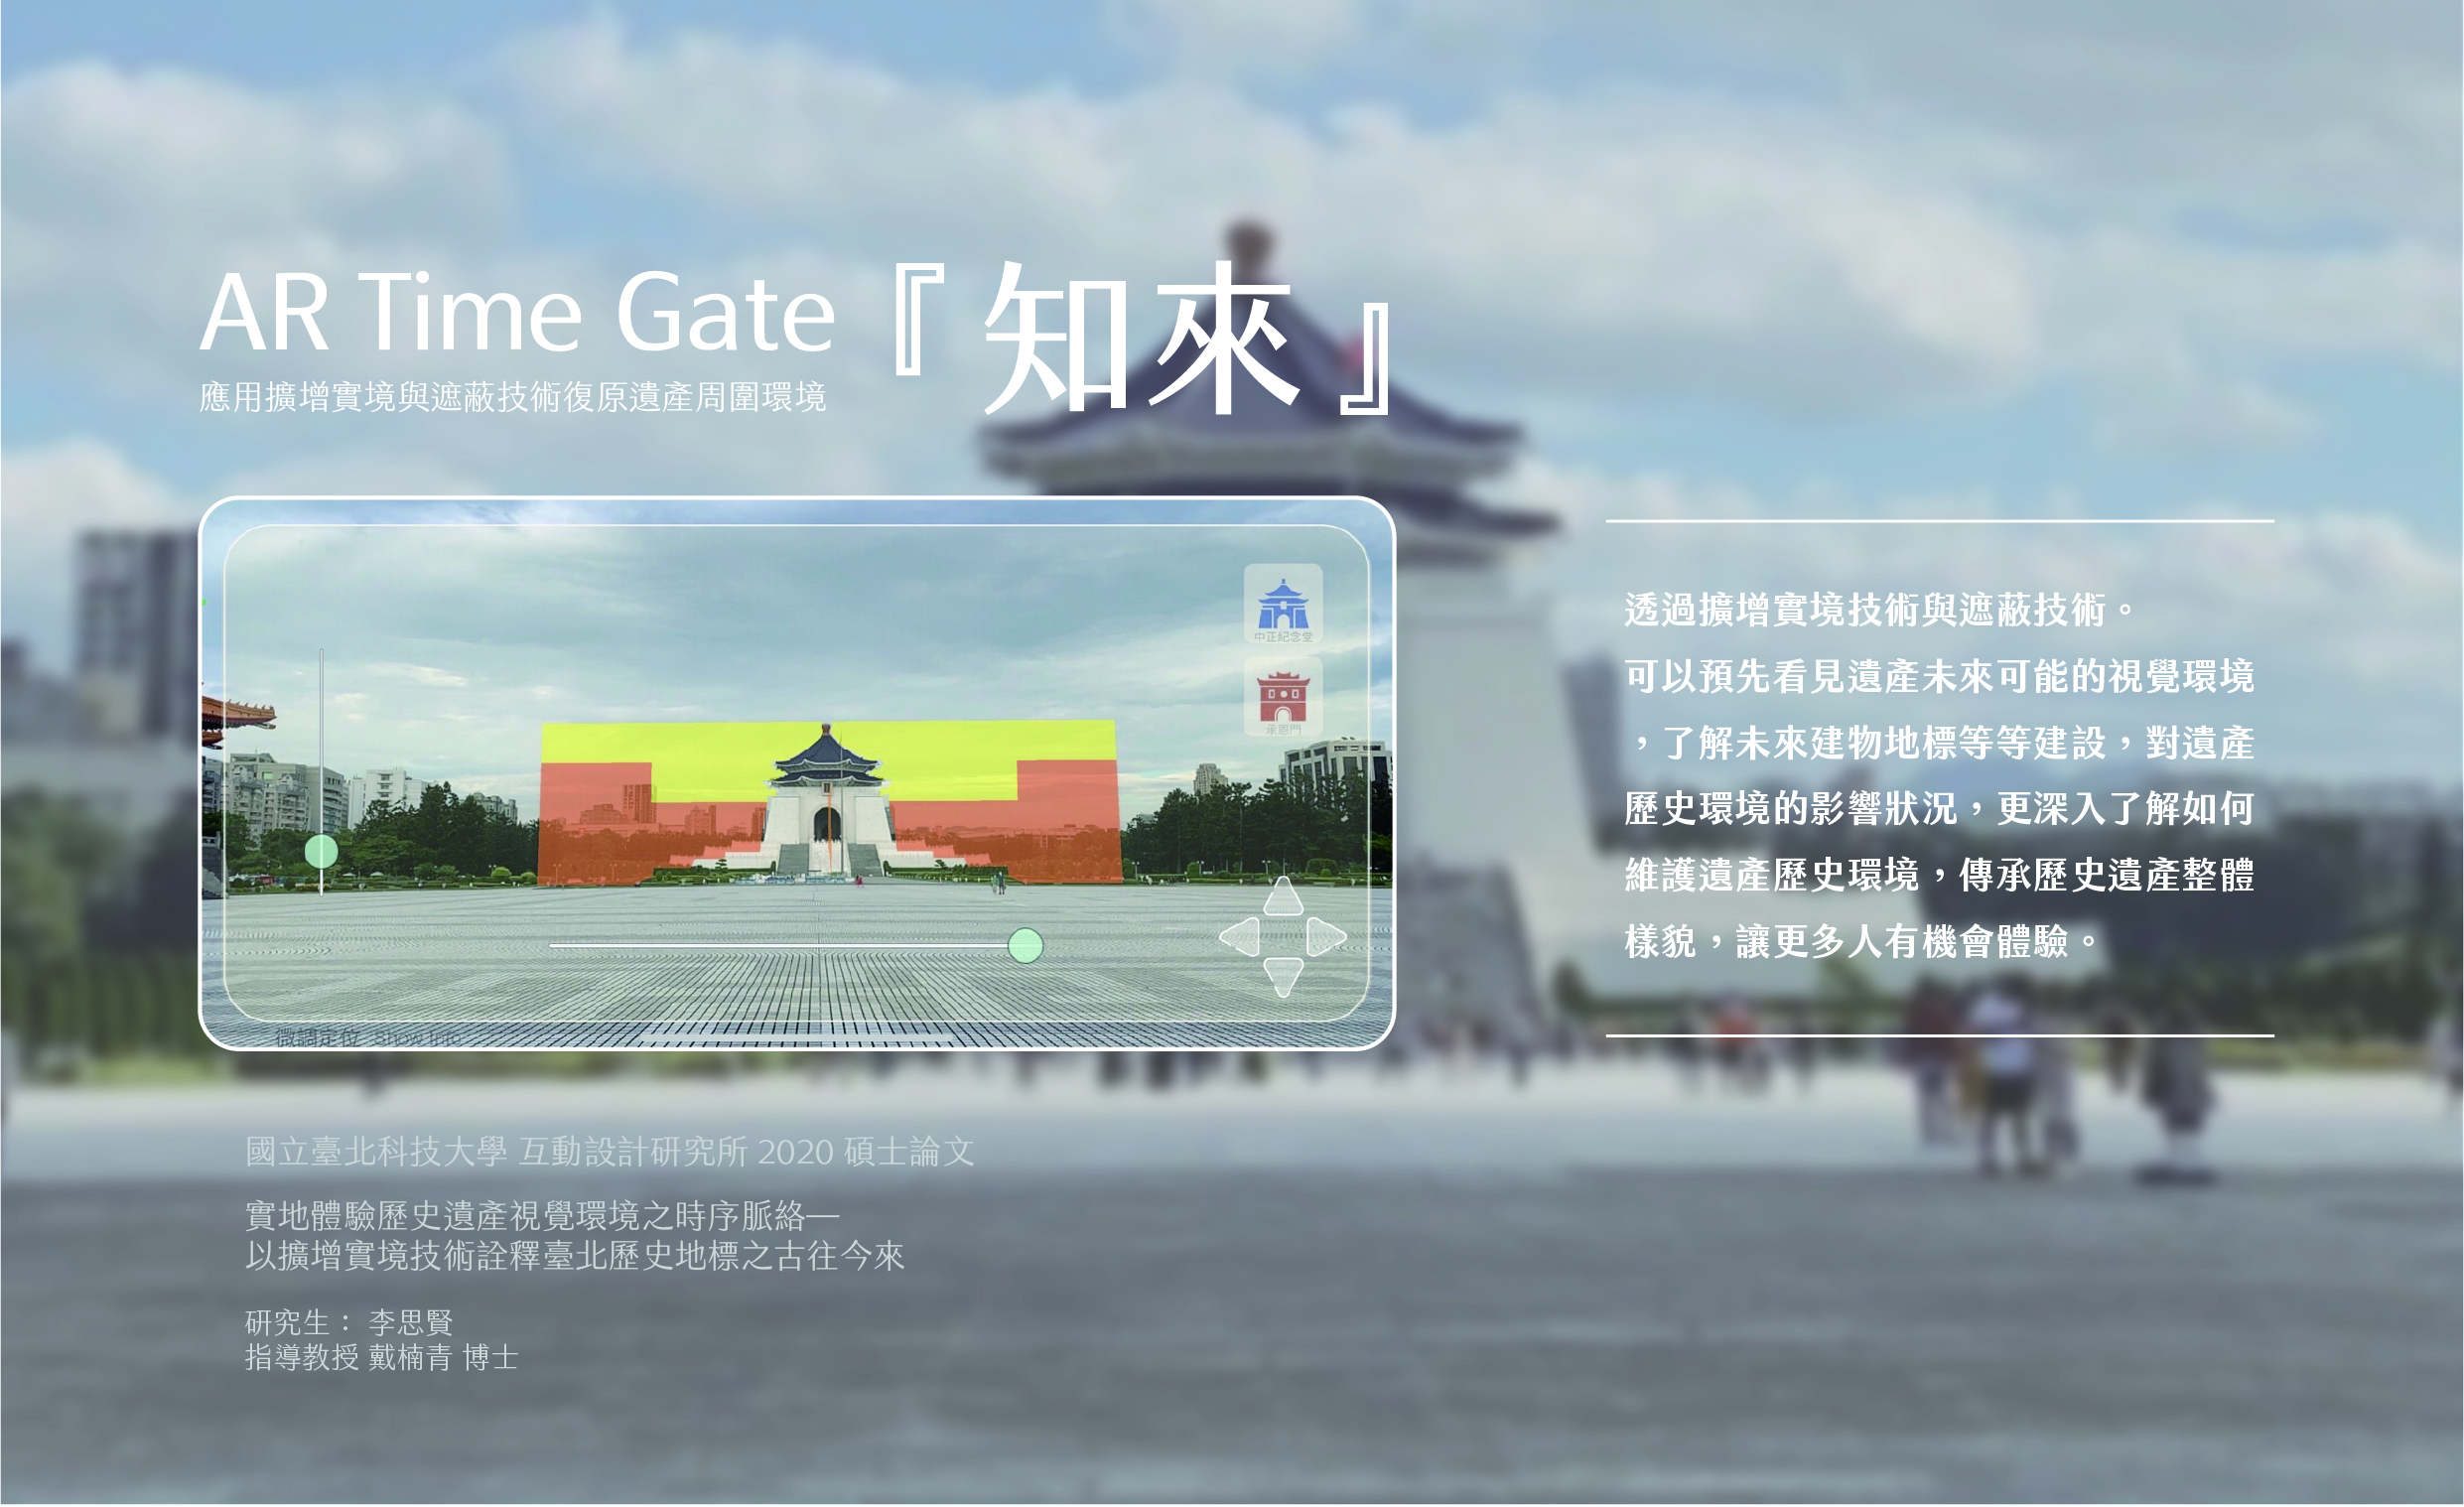 AR Time Gate『知來』
應用擴增實境與遮蔽技術復原遺產周圍環境
中正紀念堂
承恩門
微調定位 Show Info
透過擴增實境技術與遮蔽技術。
可以預先看見遺產未來可能的視覺環境
，了解未來建物地標等等建設，對遺產
歷史環境的影響狀況，更深入了解如何
維護遺產歷史環境，傳承歷史遺產整體
樣貌，讓更多人有機會體驗。
國立臺北科技大學 互動設計研究所 2020 碩士論文
實地體驗歷史遺產視覺環境之時序脈絡—
以擴增實境技術詮釋臺北歷史地標之古往今來
研究生： 李思賢
指導教授 戴楠青 博士